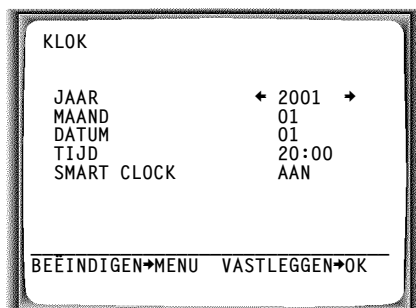 KLOK
JAAR ← 2001 →
MAAND 01
DATUM 01
TIJD 20:00
SMART CLOCK AAN
BEËINDIGEN→MENU VASTLEGGEN→OK